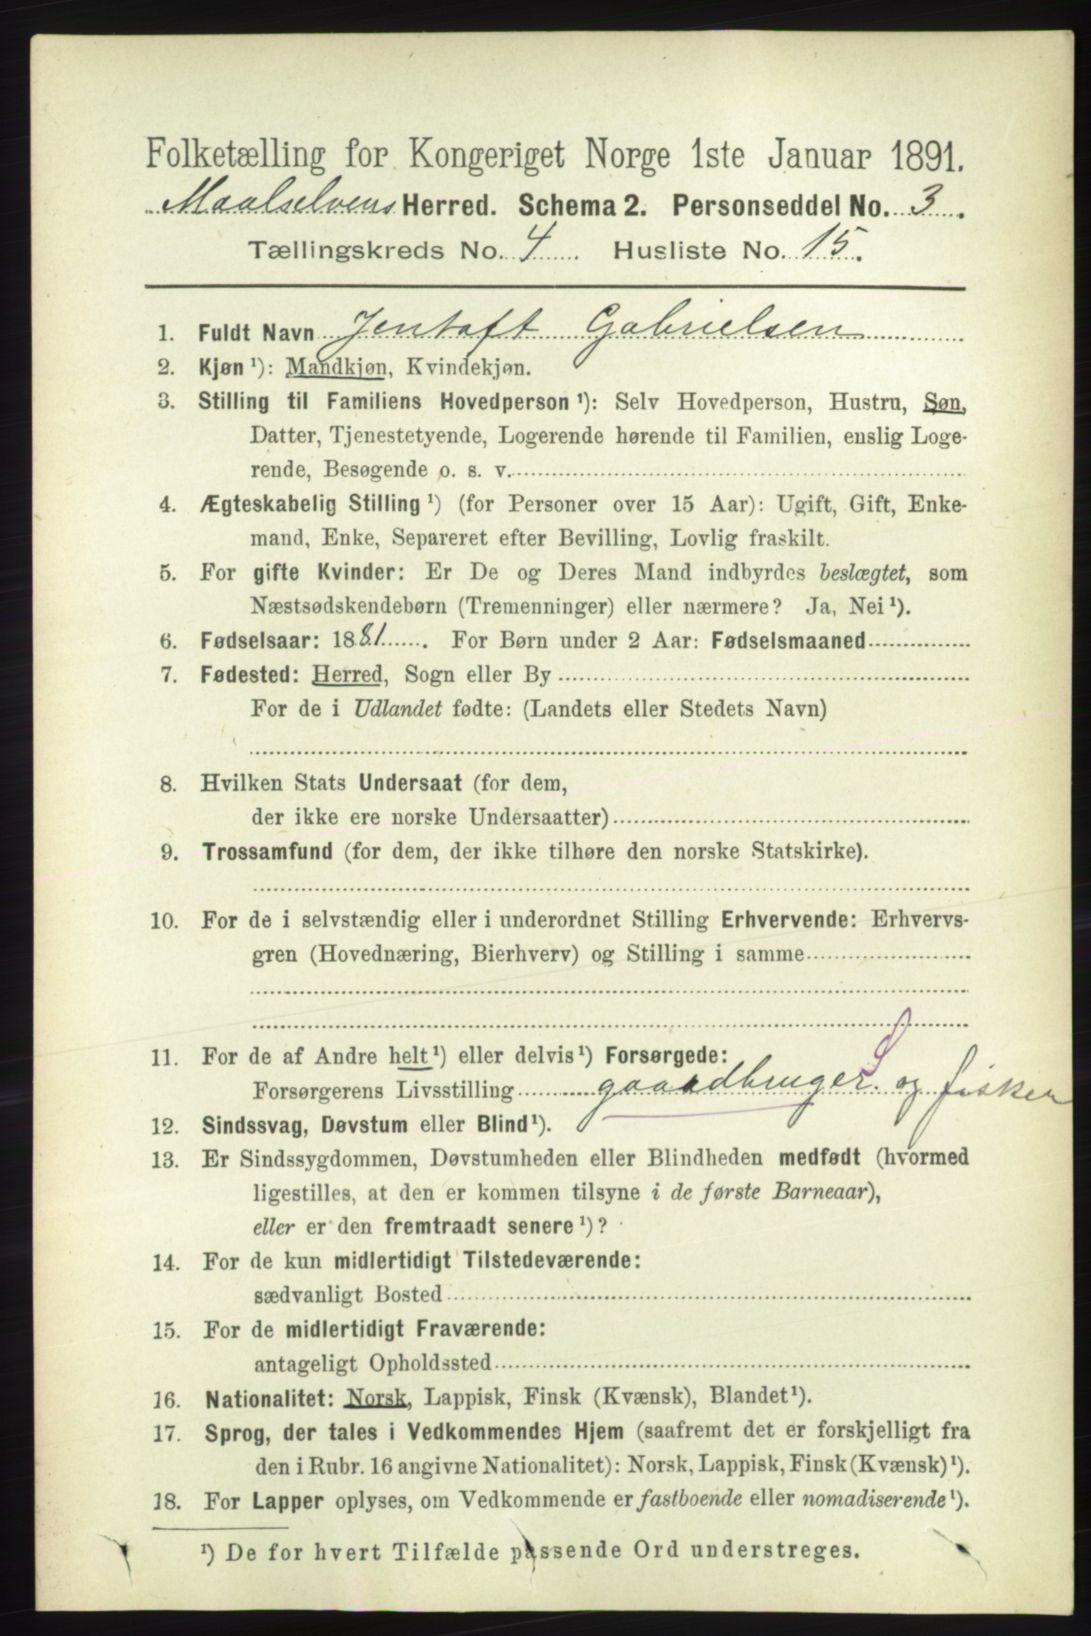 Folketælling for Kongeriget Norge 1ste Januar 1891.
Maalselvens Herred. Schema 2. Personseddel No. 3.
Tællingskreds No. 4 Husliste No. 15.
1. Fuldt Navn Jentoft Gabrielsen
2. Kjøn ¹): Mandkjøn, Kvindekjøn.
3. Stilling til Familiens Hovedperson ¹): Selv Hovedperson, Hustru, Søn,
Datter, Tjenestetyende, Logerende hørende til Familien, enslig Loge-
rende, Besøgende o. s. v.
4. Ægteskabelig Stilling ¹) (for Personer over 15 Aar): Ugift, Gift, Enke-
mand, Enke, Separeret efter Bevilling, Lovlig fraskilt.
5. For gifte Kvinder: Er De og Deres Mand indbyrdes beslægtet, som
Næstsødskendebørn (Tremenninger) eller nærmere? Ja, Nei ¹).
6. Fødselsaar: 1881. For Børn under 2 Aar: Fødselsmaaned
7. Fødested: Herred, Sogn eller By
For de i Udlandet fødte: (Landets eller Stedets Navn)
8. Hvilken Stats Undersaat (for dem,
der ikke ere norske Undersaatter)
9. Trossamfund (for dem, der ikke tilhøre den norske Statskirke).
10. For de i selvstændig eller i underordnet Stilling Erhvervende: Erhvervs-
gren (Hovednæring, Bierhverv) og Stilling i samme
11. For de af Andre helt ¹) eller delvis ¹) Forsørgede:
Forsørgerens Livsstilling gaardbruger S og fisker
12. Sindssvag, Døvstum eller Blind ¹).
13. Er Sindssygdommen, Døvstumheden eller Blindheden medfødt (hvormed
ligestilles, at den er kommen tilsyne i de første Barneaar),
eller er den fremtraadt senere ¹)?
14. For de kun midlertidigt Tilstedeværende:
sædvanligt Bosted
15. For de midlertidigt Fraværende:
antageligt Opholdssted
16. Nationalitet: Norsk, Lappisk, Finsk (Kvænsk), Blandet ¹).
17. Sprog, der tales i Vedkommendes Hjem (saafremt det er forskjelligt fra
den i Rubr. 16 angivne Nationalitet): Norsk, Lappisk, Finsk (Kvænsk) ¹).
18. For Lapper oplyses, om Vedkommende er fastboende eller nomadiserende ¹).
¹) De for hvert Tilfælde passende Ord understreges.